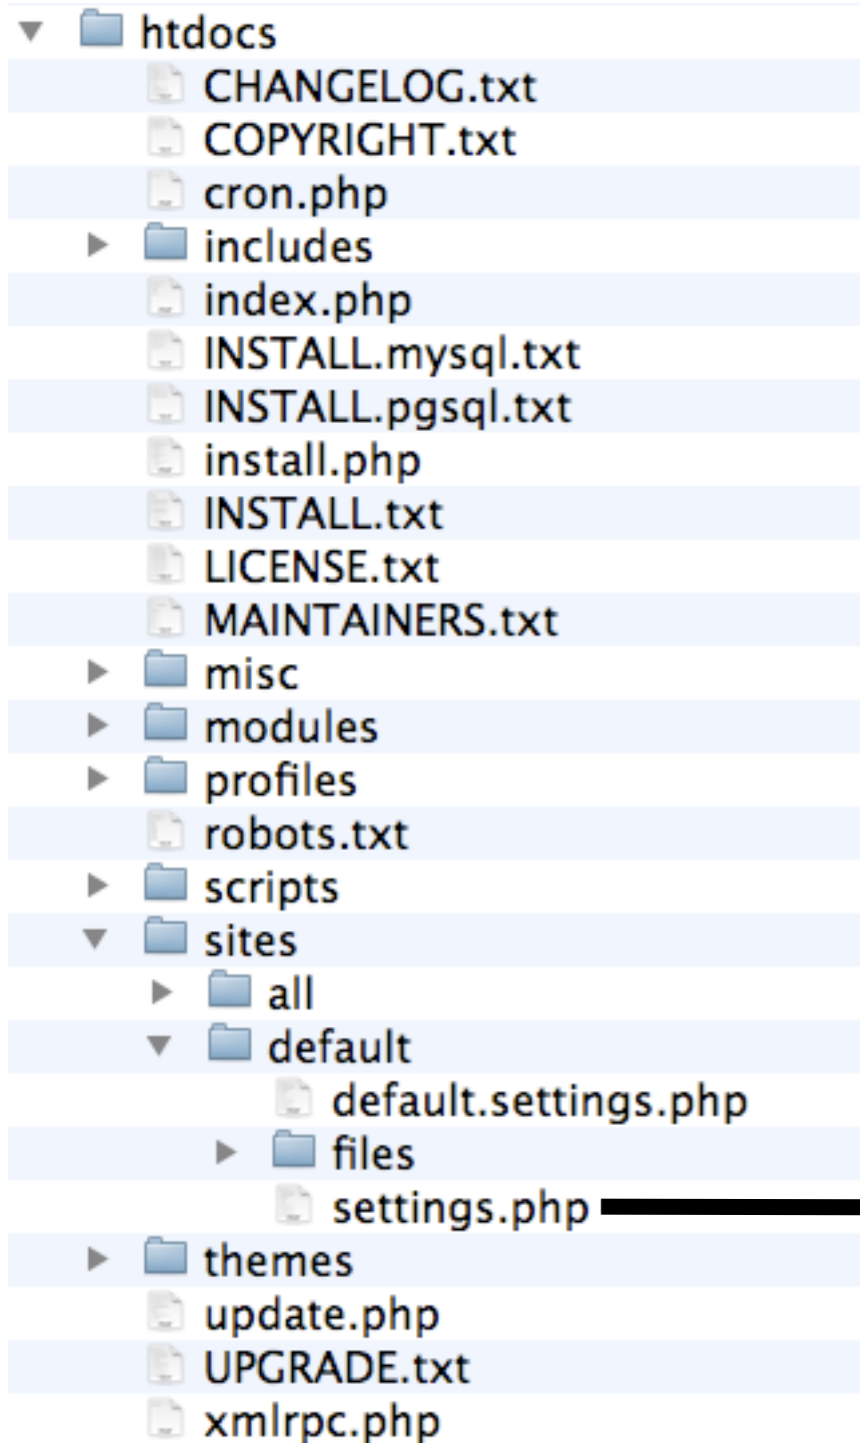 htdocs
CHANGELOG.txt
COPYRIGHT.txt
cron.php
includes
index.php
INSTALL.mysql.txt
INSTALL.pgsql.txt
install.php
INSTALL.txt
LICENSE.txt
MAINTAINERS.txt
misc
modules
profiles
robots.txt
scripts
sites
all
default
default.settings.php
files
settings.php
themes
update.php
UPGRADE.txt
xmlrpc.php